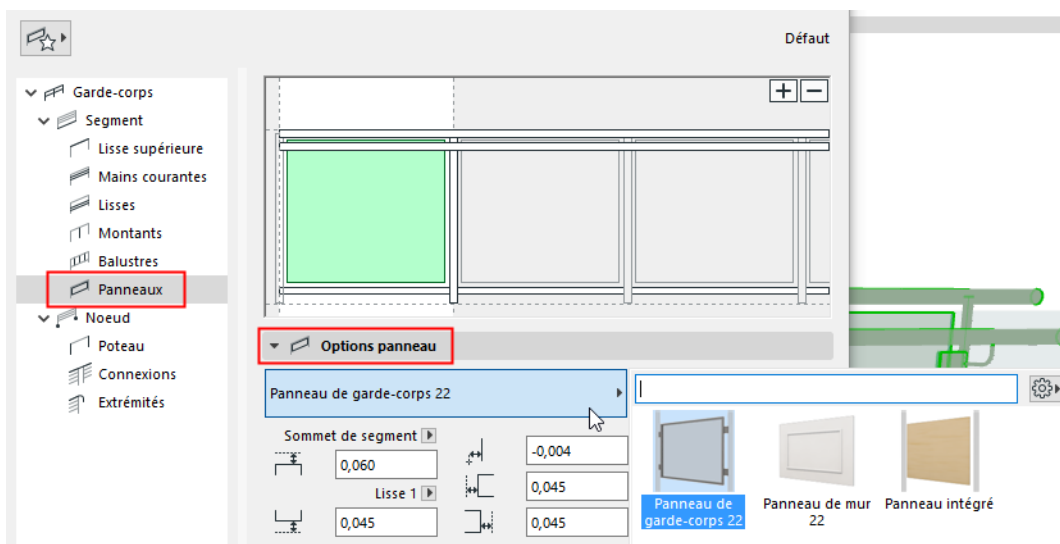 Défaut
Garde-corps
Segment
Lisse supérieure
Mains courantes
Lisses
Montants
Balustres
Panneaux
Noeud
Poteau
Connexions
Extrémités
Options panneau
Panneau de garde-corps 22
Sommet de segment
0,060
Lisse 1
0,045
-0,004
0,045
0,045
Panneau de
garde-corps 22
Panneau de mur
22
Panneau intégré